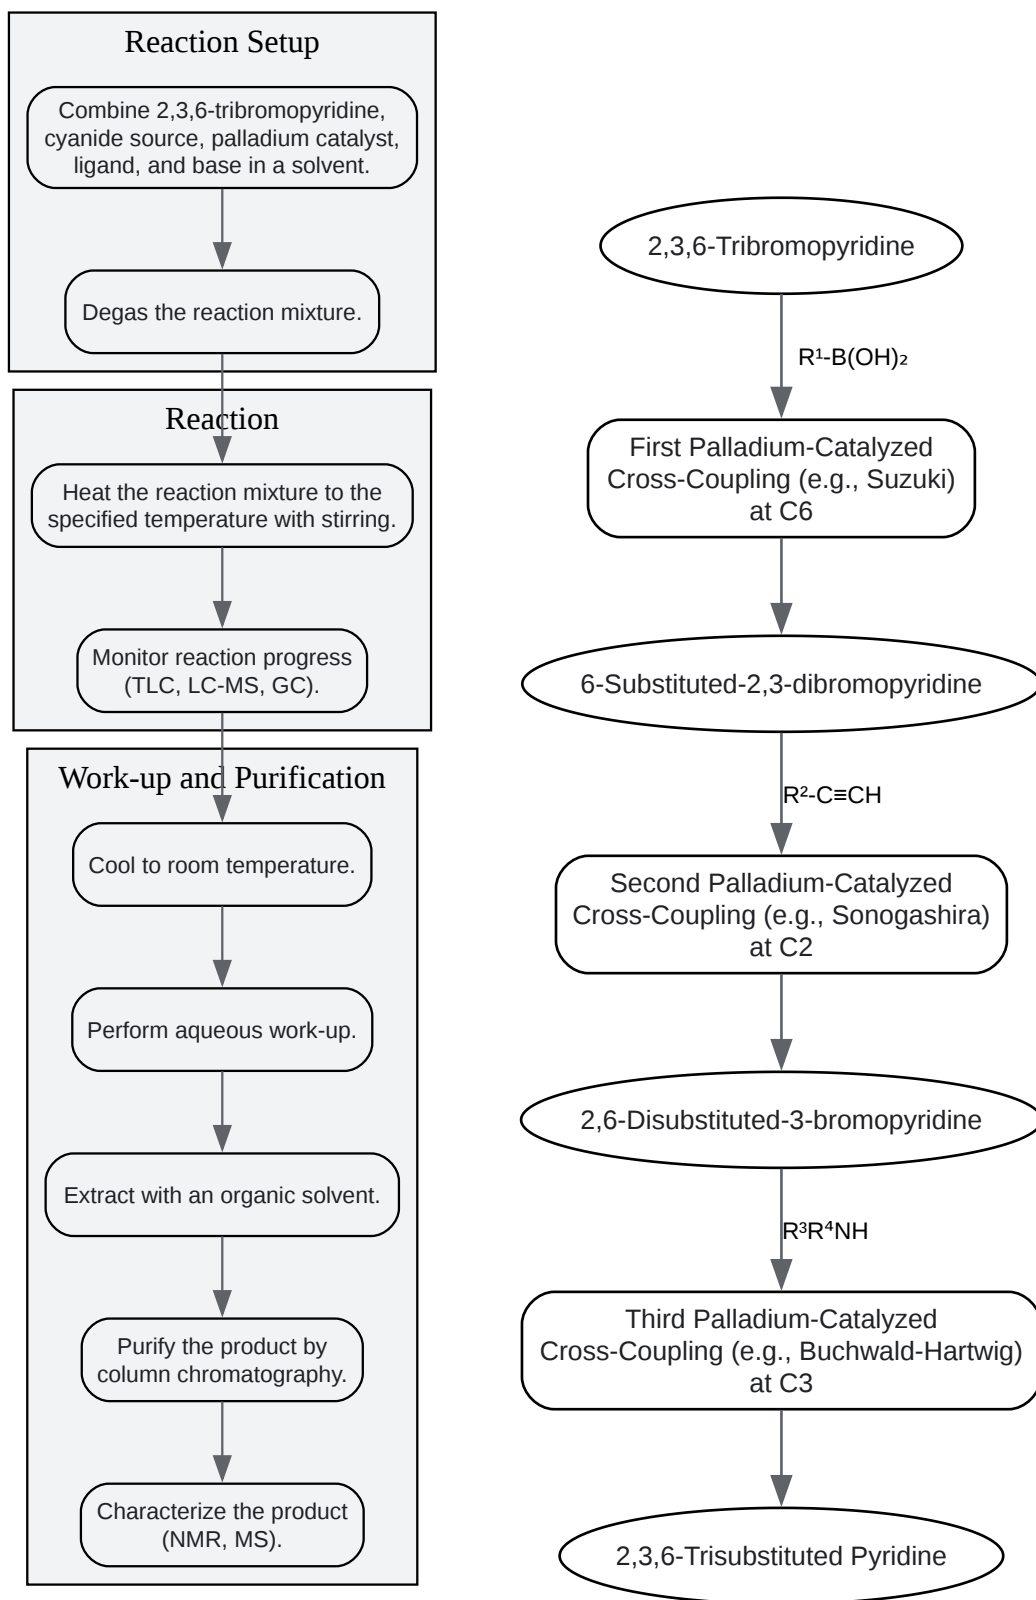 Reaction Setup
Combine 2,3,6-tribromopyridine,
cyanide source, palladium catalyst,
ligand, and base in a solvent.
Degas the reaction mixture.
Reaction
Heat the reaction mixture to the
specified temperature with stirring.
Monitor reaction progress
(TLC, LC-MS, GC).
Work-up and Purification
Cool to room temperature.
Perform aqueous work-up.
Extract with an organic solvent.
Purify the product by
column chromatography.
Characterize the product
(NMR, MS).
2,3,6-Tribromopyridine
R¹-B(OH)₂
First Palladium-Catalyzed
Cross-Coupling (e.g., Suzuki)
at C6
6-Substituted-2,3-dibromopyridine
R²-C≡CH
Second Palladium-Catalyzed
Cross-Coupling (e.g., Sonogashira)
at C2
2,6-Disubstituted-3-bromopyridine
R³R⁴NH
Third Palladium-Catalyzed
Cross-Coupling (e.g., Buchwald-Hartwig)
at C3
2,3,6-Trisubstituted Pyridine